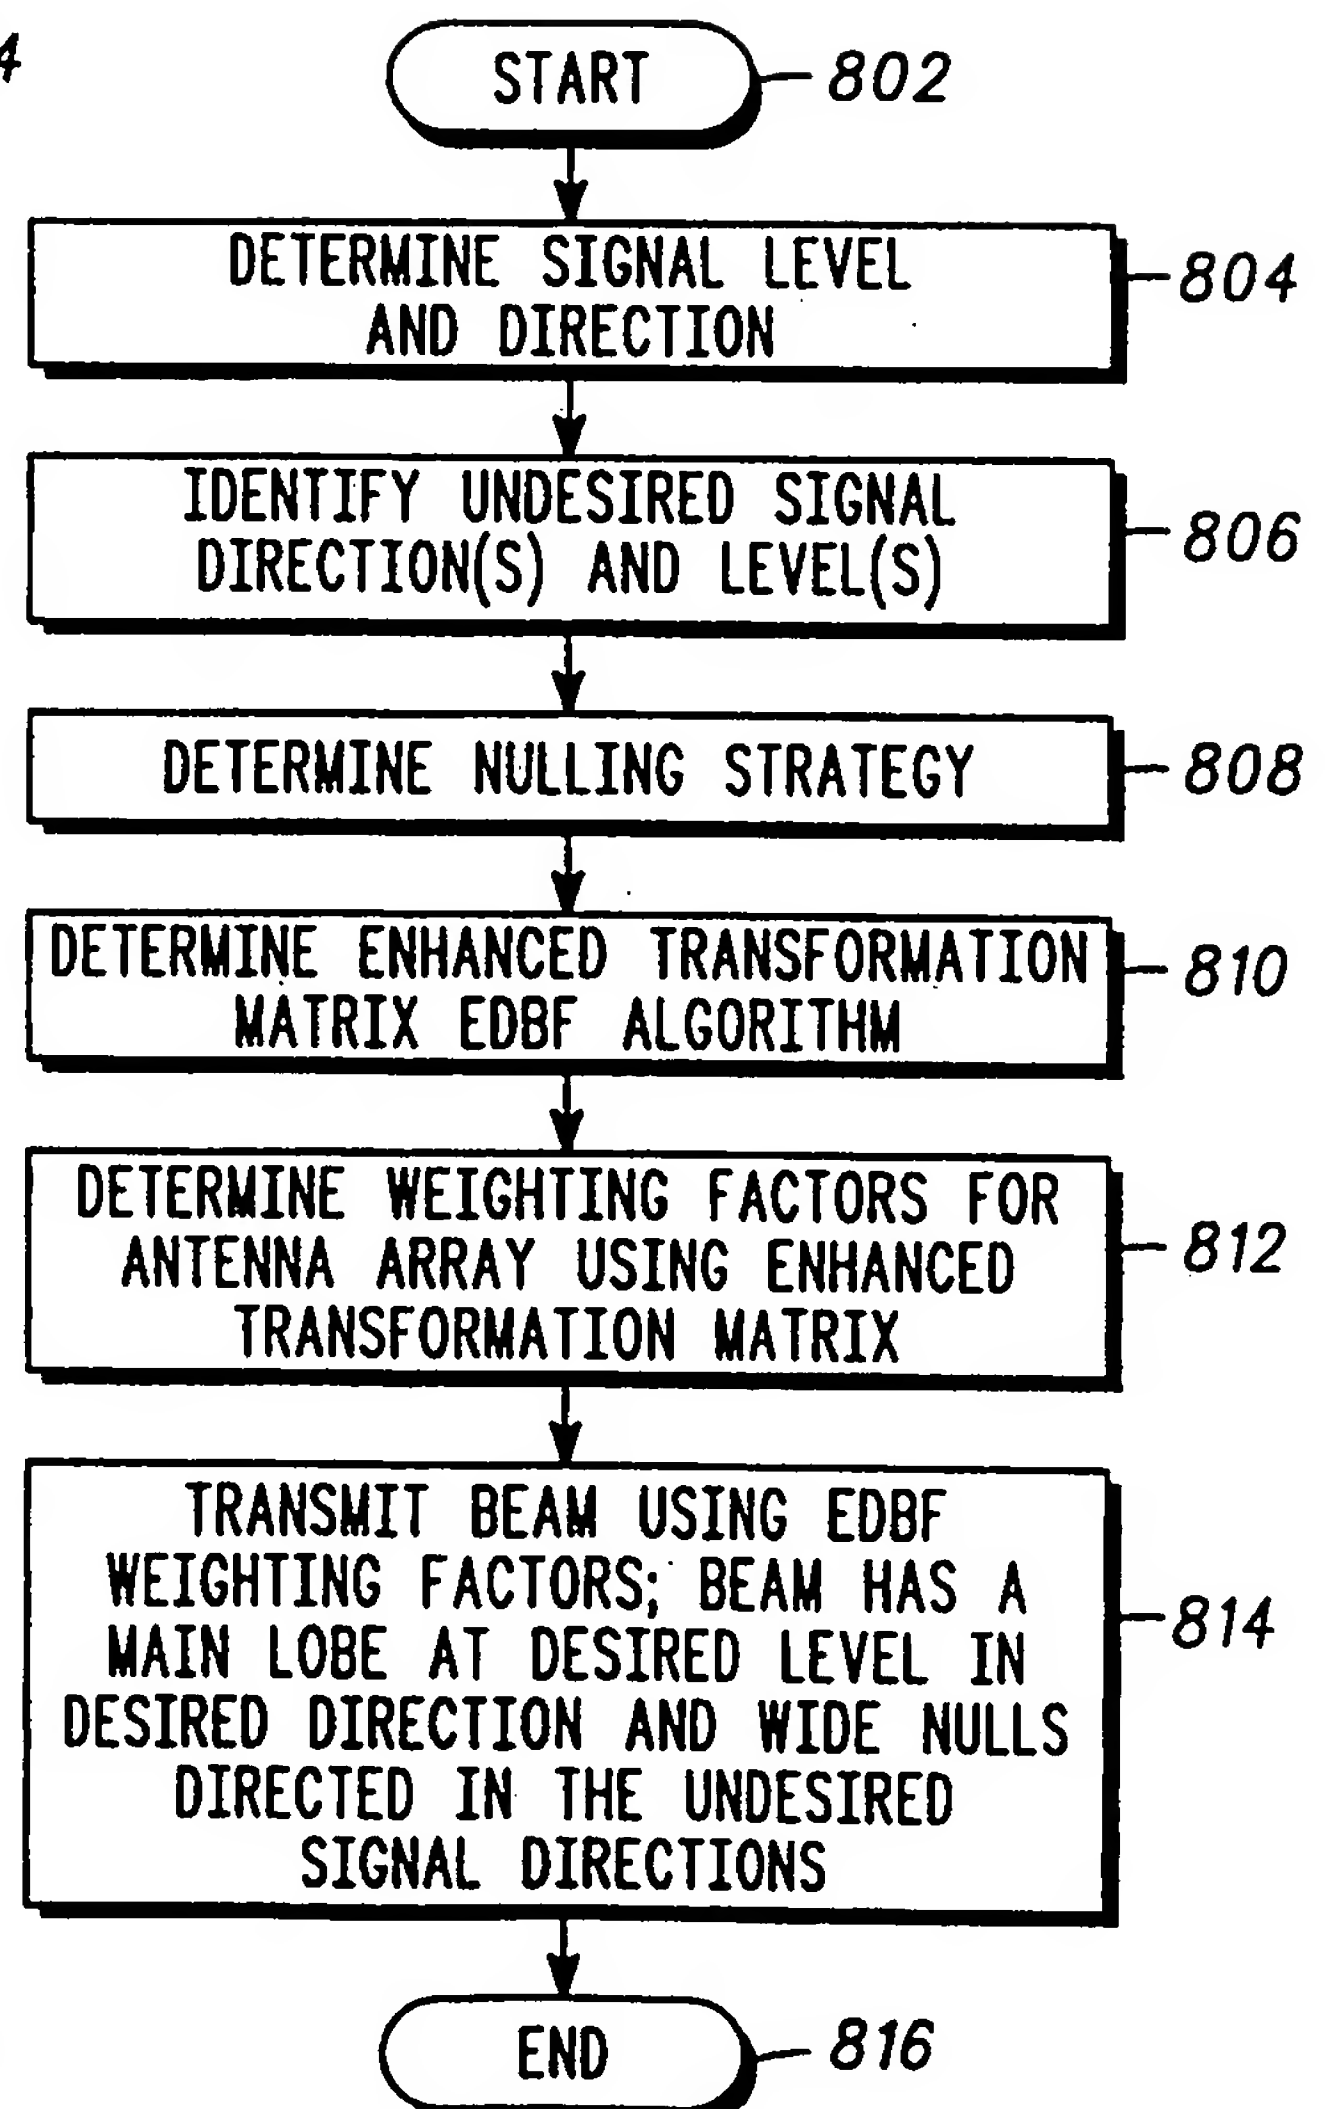 4
START
802
DETERMINE SIGNAL LEVEL
AND DIRECTION
804
IDENTIFY UNDESIRED SIGNAL
DIRECTION(S) AND LEVEL(S)
806
DETERMINE NULLING STRATEGY
808
DETERMINE ENHANCED TRANSFORMATION
MATRIX EDBF ALGORITHM
810
DETERMINE WEIGHTING FACTORS FOR
ANTENNA ARRAY USING ENHANCED
TRANSFORMATION MATRIX
812
TRANSMIT BEAM USING EDBF
WEIGHTING FACTORS; BEAM HAS A
MAIN LOBE AT DESIRED LEVEL IN
DESIRED DIRECTION AND WIDE NULLS
DIRECTED IN THE UNDESIRED
SIGNAL DIRECTIONS
814
END
816